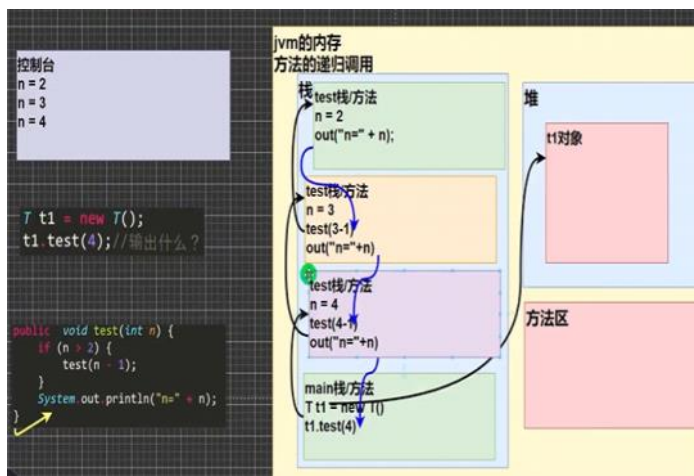 控制台
n = 2
n = 3
n = 4
T t1 = new T();
t1.test(4);//输出什么？
public void test(int n) {
if (n > 2) {
test(n - 1);
}
System.out.println("n=" + n);
}
jvm的内存
方法的递归调用
栈
test栈/方法
n = 2
out("n=" + n);
test栈/方法
n = 3
test(3-1)
out("n="+n)
test栈/方法
n = 4
test(4-1)
out("n="+n)
main栈/方法
T t1 = new T()
t1.test(4)
堆
t1对象
方法区